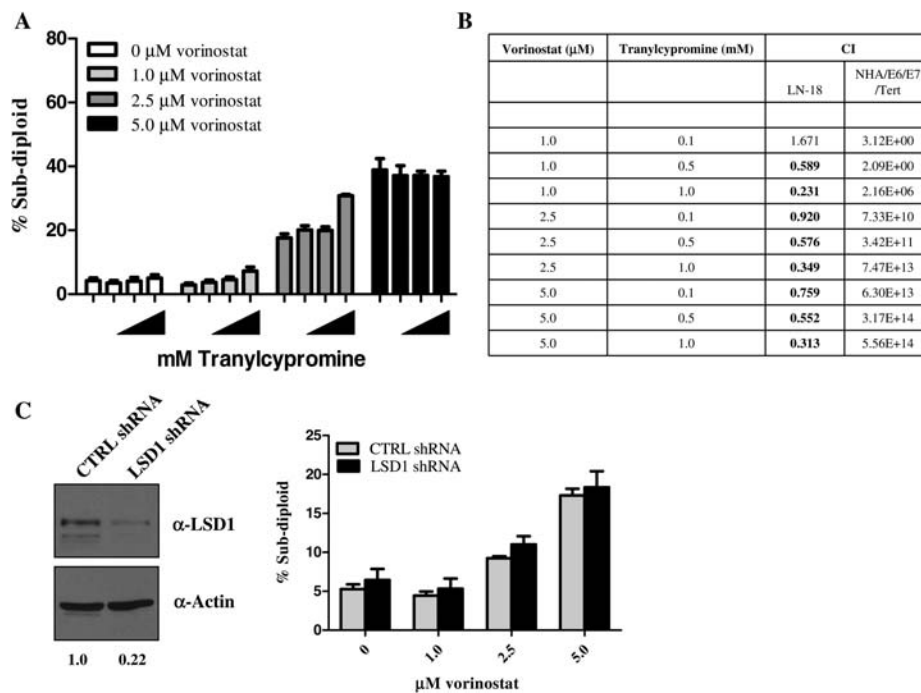 A
% Sub-diploid
80
60
40
20
0
0 µM vorinostat
1.0 µM vorinostat
2.5 µM vorinostat
5.0 µM vorinostat
mM Tranylcypromine
B
Vorinostat (µM) Tranylcypromine (mM) CI
LN-18 NHA/E6/E7
/Tert
1.0 0.1 1.671 3.12E+00
1.0 0.5 0.589 2.09E+00
1.0 1.0 0.231 2.16E+06
2.5 0.1 0.920 7.33E+10
2.5 0.5 0.576 3.42E+11
2.5 1.0 0.349 7.47E+13
5.0 0.1 0.759 6.30E+13
5.0 0.5 0.552 3.17E+14
5.0 1.0 0.313 5.56E+14
C
CTRL shRNA
LSD1 shRNA
α-LSD1
α-Actin
1.0 0.22
% Sub-diploid
25
20
15
10
5
0
CTRL shRNA
LSD1 shRNA
0 1.0 2.5 5.0
µM vorinostat